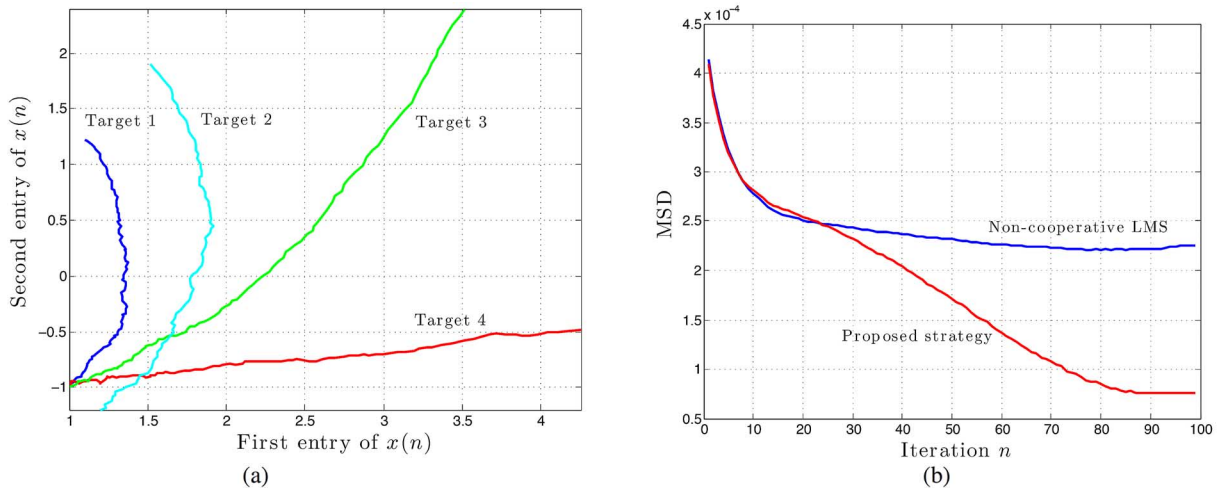 Second entry of x(n)
2
1.5
1
0.5
0
−0.5
−1
1
1.5
2
2.5
3
3.5
4
Target 1
Target 2
Target 3
Target 4
First entry of x(n)
(a)
MSD
4.5 x 10⁻⁴
4
3.5
3
2.5
2
1.5
1
0.5
0
10
20
30
40
50
60
70
80
90
100
Non-cooperative LMS
Proposed strategy
Iteration n
(b)